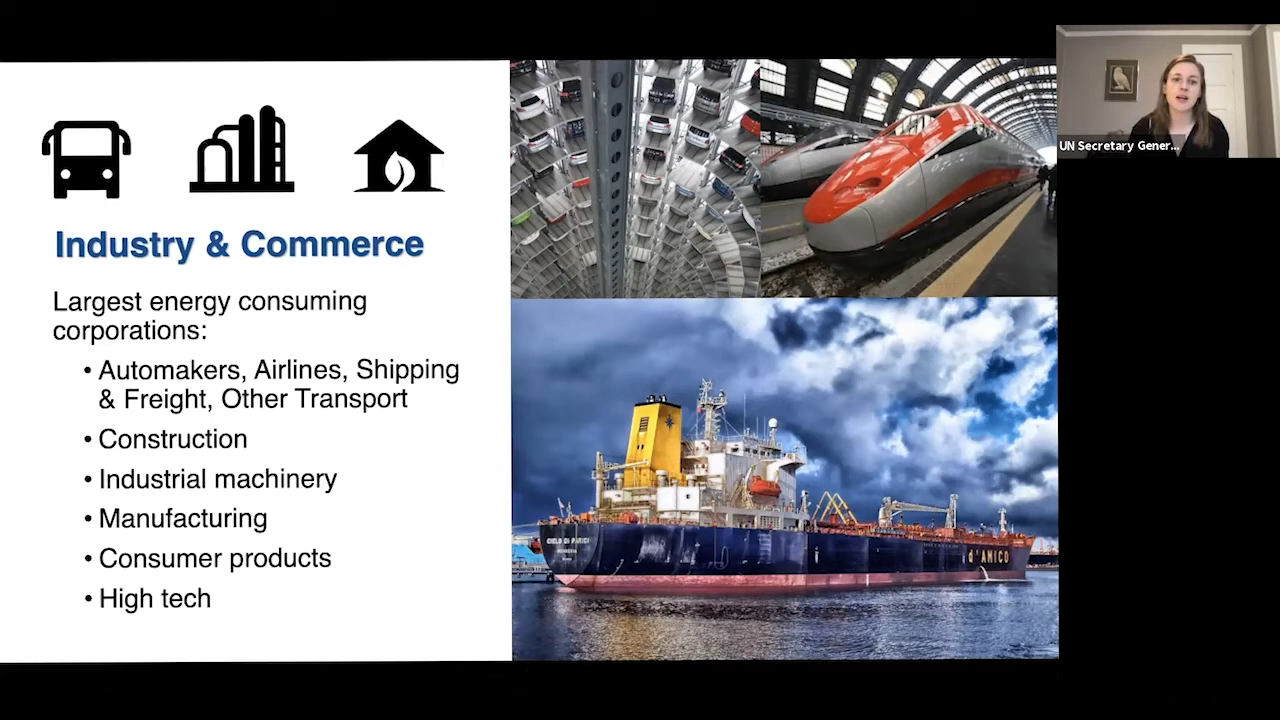 UN Secretary Gener...
Industry & Commerce
Largest energy consuming
corporations:
• Automakers, Airlines, Shipping
& Freight, Other Transport
• Construction
• Industrial machinery
• Manufacturing
• Consumer products
• High tech
CIELO DI PARIGI
d'AMICO